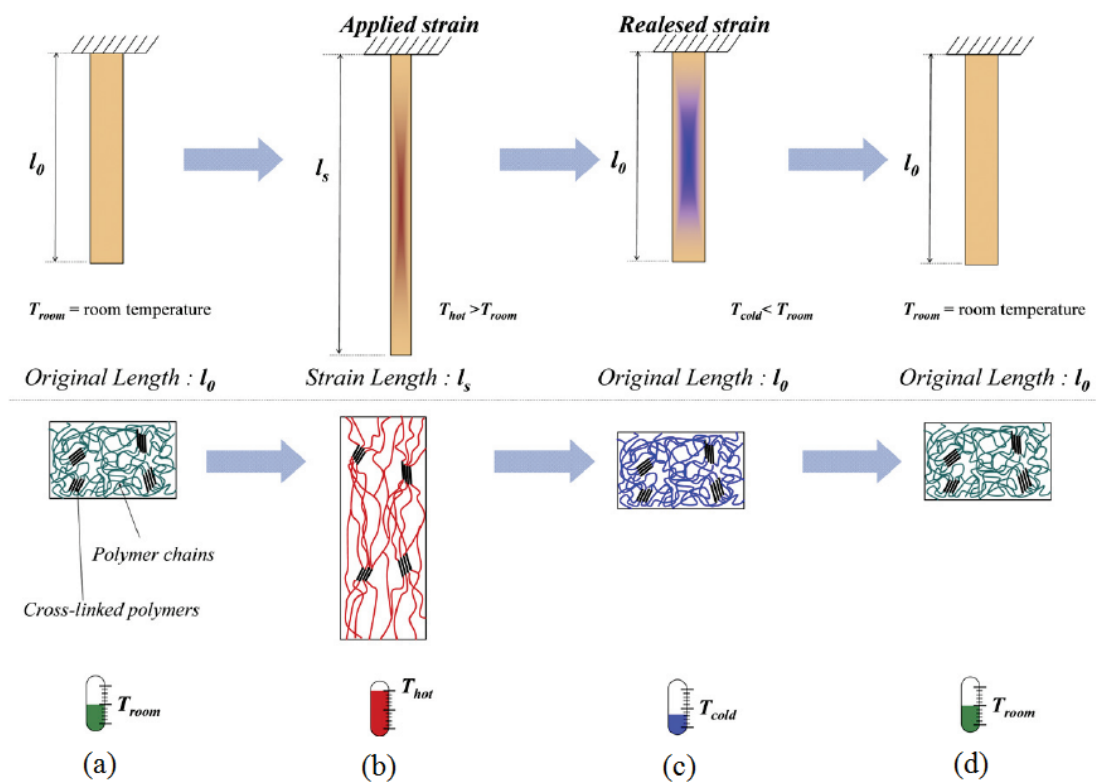 Applied strain
Realesed strain
l0
ls
l0
l0
Troom = room temperature
Thot >Troom
Tcold< Troom
Troom = room temperature
Original Length : l0
Strain Length : ls
Original Length : l0
Original Length : l0
Polymer chains
Cross-linked polymers
Troom
Thot
Tcold
Troom
(a)
(b)
(c)
(d)